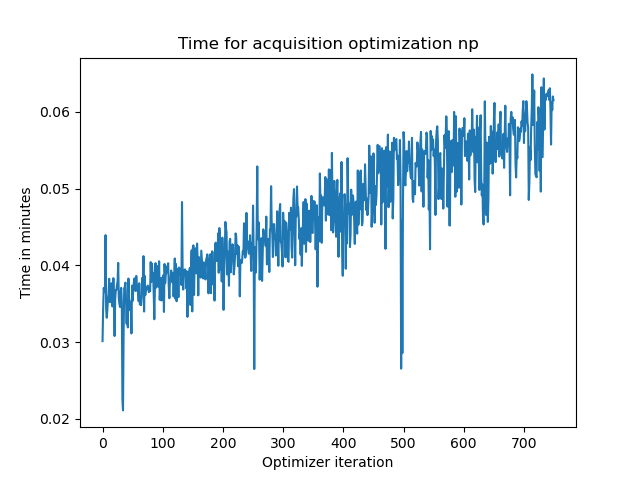 Time for acquisition optimization np
0.06
0.05
0.04
0.03
0.02
Time in minutes
0 100 200 300 400 500 600 700
Optimizer iteration